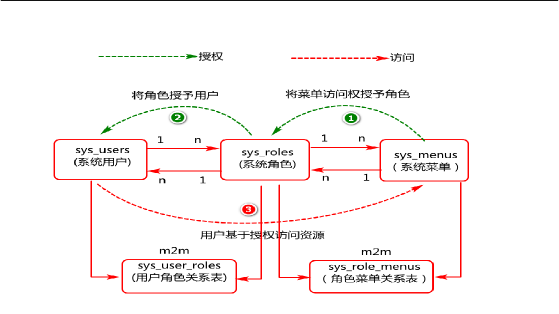 授权
访问
将角色授予用户
将菜单访问权授予角色
2
1
sys_users
(系统用户)
1 n
n 1
sys_roles
(系统角色)
1 n
n 1
sys_menus
（系统菜单）
3
用户基于授权访问资源
m2m
sys_user_roles
(用户角色关系表)
m2m
sys_role_menus
（角色菜单关系表）